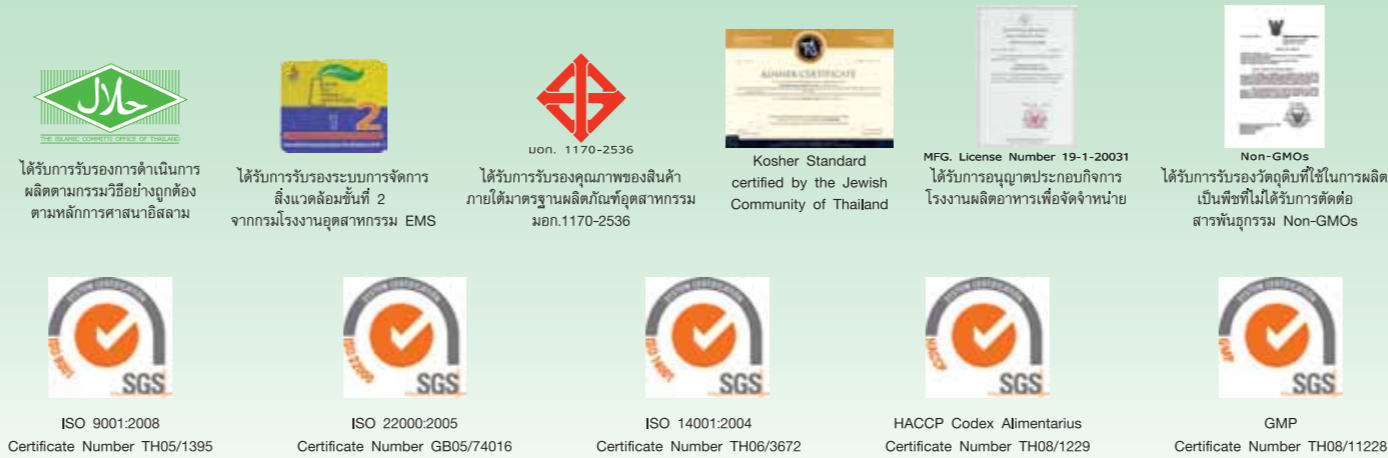 حلال
THE ISLAMIC COMMITTE OFFICE OF THAILAND
ได้รับการรับรองการดำเนินการ
ผลิตตามกรรมวิธีอย่างถูกต้อง
ตามหลักการศาสนาอิสลาม
1 2
ได้รับการรับรองระบบการจัดการ
สิ่งแวดล้อมขั้นที่ 2
จากกรมโรงงานอุตสาหกรรม EMS
มอก. 1170-2536
ได้รับการรับรองคุณภาพของสินค้า
ภายใต้มาตรฐานผลิตภัณฑ์อุตสาหกรรม
มอก.1170-2536
KOSHER CERTIFICATE
Kosher Standard
certified by the Jewish
Community of Thailand
MFG. License Number 19-1-20031
ได้รับการอนุญาตประกอบกิจการ
โรงงานผลิตอาหารเพื่อจัดจำหน่าย
Non-GMOs
ได้รับการรับรองวัตถุดิบที่ใช้ในการผลิต
เป็นพืชที่ไม่ได้รับการตัดต่อ
สารพันธุกรรม Non-GMOs
SYSTEM CERTIFICATION
ISO 9001
SGS
ISO 9001:2008
Certificate Number TH05/1395
SYSTEM CERTIFICATION
ISO 22000
SGS
ISO 22000:2005
Certificate Number GB05/74016
SYSTEM CERTIFICATION
ISO 14001
SGS
ISO 14001:2004
Certificate Number TH06/3672
SYSTEM CERTIFICATION
HACCP
SGS
HACCP Codex Alimentarius
Certificate Number TH08/1229
SYSTEM CERTIFICATION
GMP
SGS
GMP
Certificate Number TH08/11228